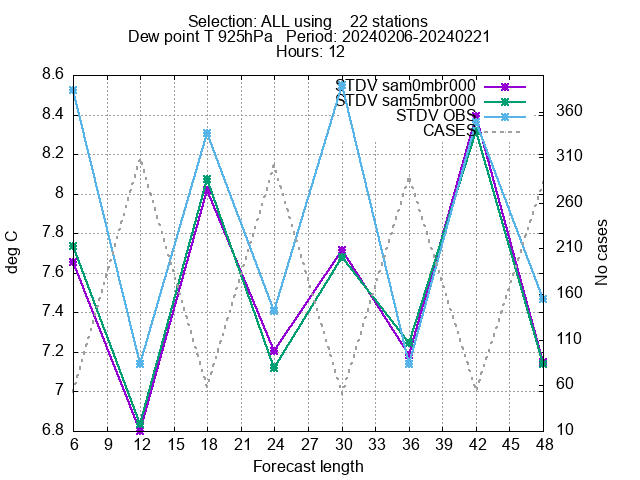 Selection: ALL using 22 stations
Dew point T 925hPa Period: 20240206-20240221
Hours: 12
STDV sam0mbr000
STDV sam5mbr000
STDV OBS
CASES
8.6
8.4
8.2
8
7.8
7.6
7.4
7.2
7
6.8
deg C
360
310
260
210
160
110
60
10
No cases
6 9 12 15 18 21 24 27 30 33 36 39 42 45 48
Forecast length